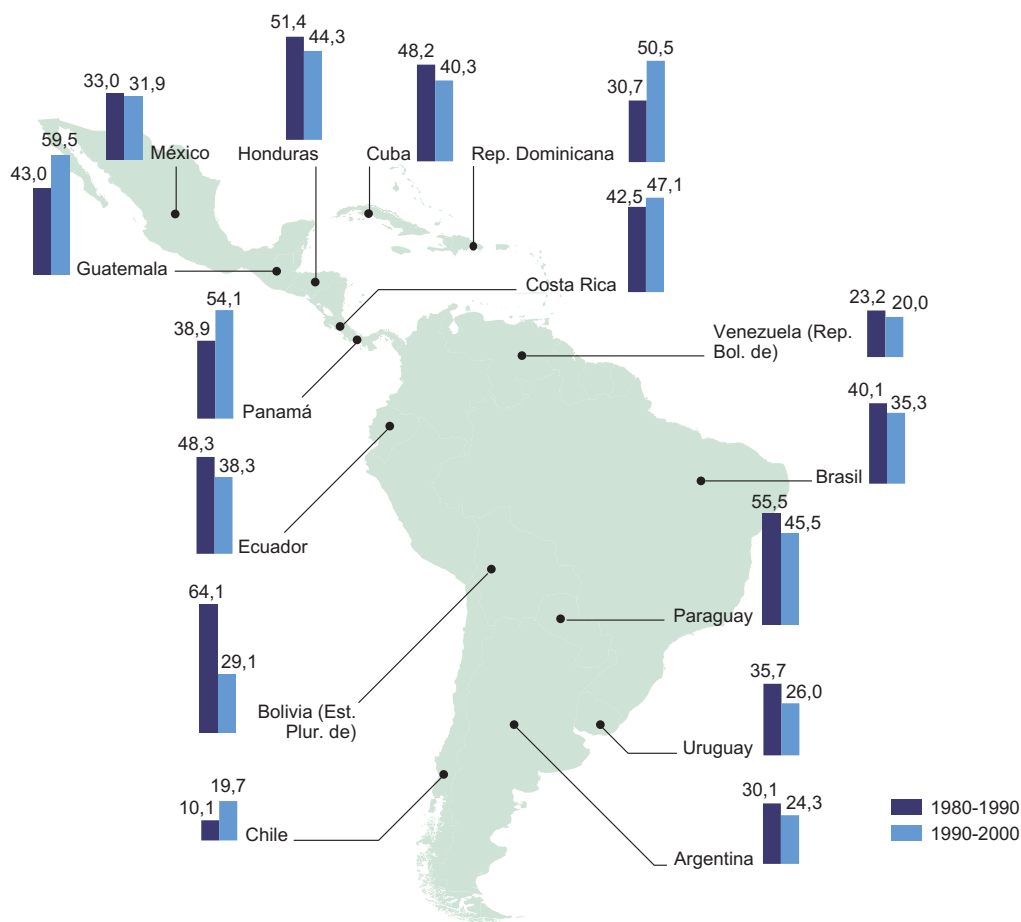 51,4
44,3
Honduras
48,2
40,3
Cuba
30,7
50,5
Rep. Dominicana
33,0 31,9
México
43,0
59,5
Guatemala
42,5
47,1
Costa Rica
38,9
54,1
Panamá
23,2
20,0
Venezuela (Rep.
Bol. de)
40,1
35,3
Brasil
48,3
38,3
Ecuador
55,5
45,5
Paraguay
64,1
29,1
Bolivia (Est.
Plur. de)
35,7
26,0
Uruguay
10,1
19,7
Chile
30,1
24,3
Argentina
1980-1990
1990-2000